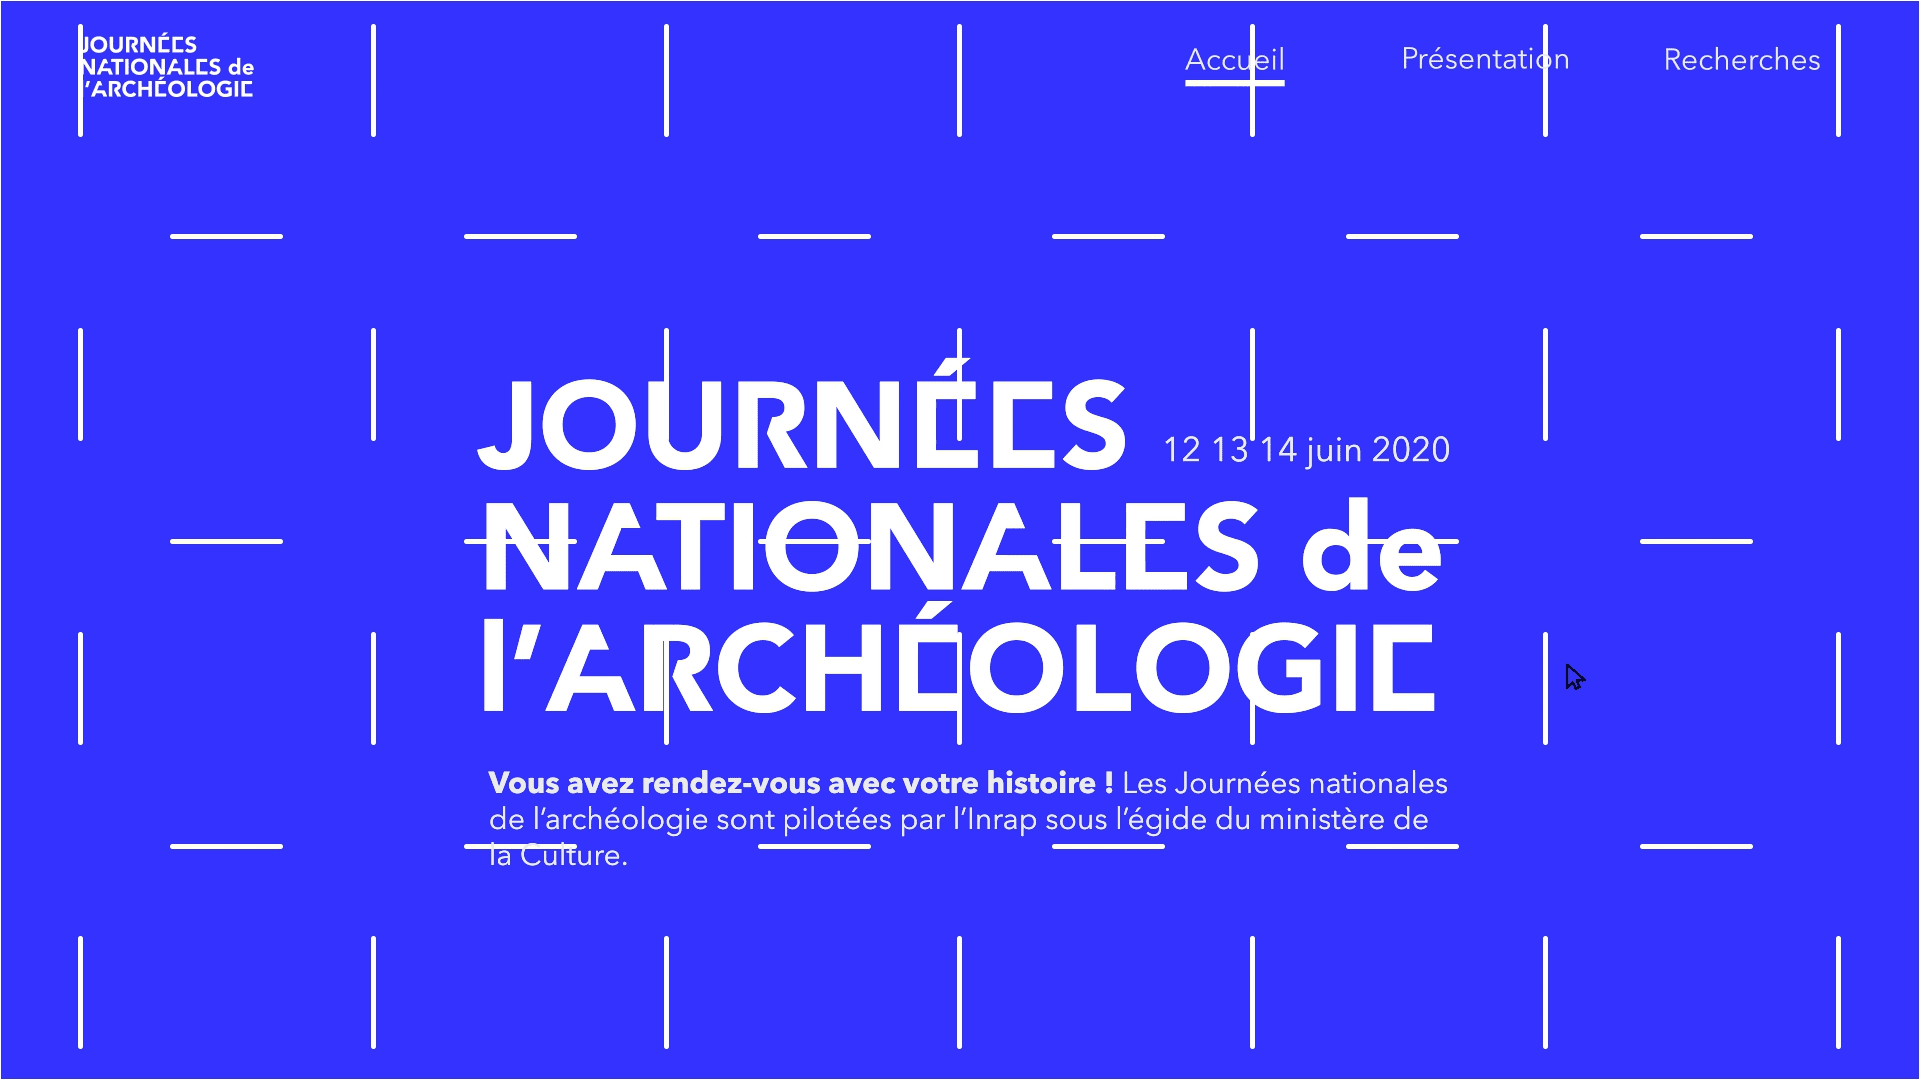 JOURNÉES
NATIONALES de
l’ARCHÉOLOGIE
Accueil
Présentation
Recherches
JOURNÉES
12 13 14 juin 2020
NATIONALES de
l’ARCHÉOLOGIE
Vous avez rendez-vous avec votre histoire ! Les Journées nationales
de l’archéologie sont pilotées par l’Inrap sous l’égide du ministère de
la Culture.